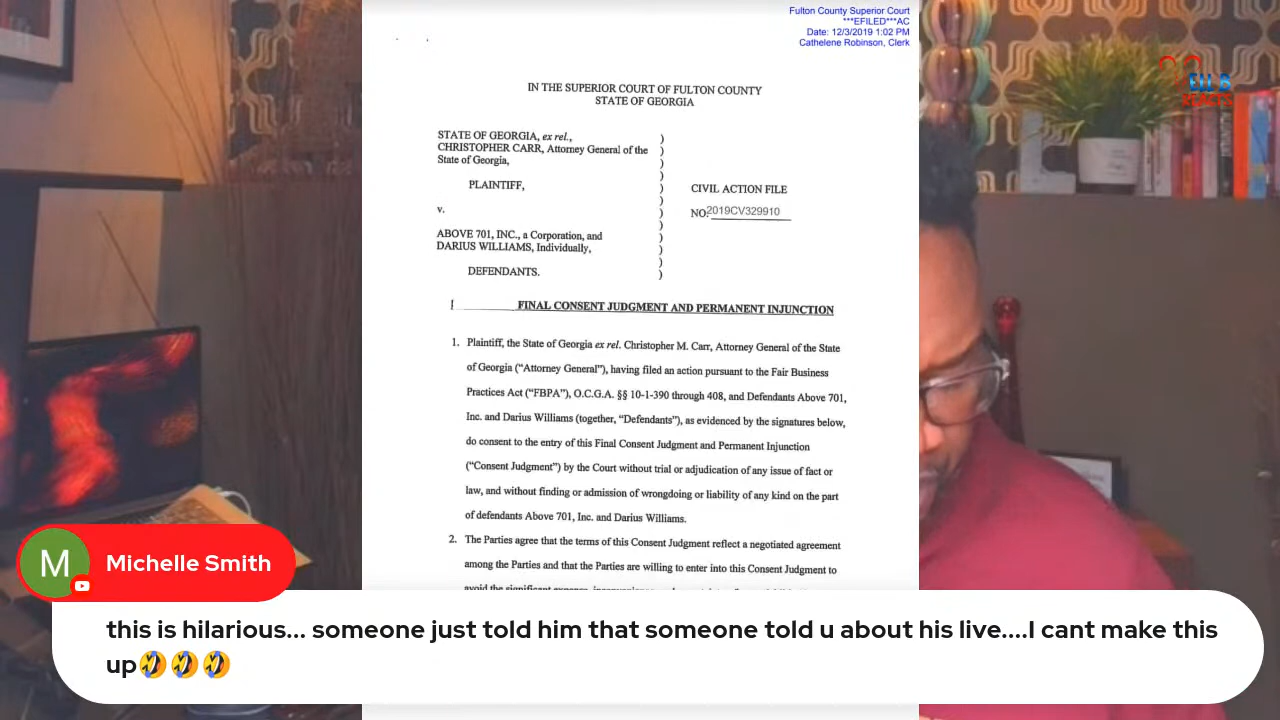 Fulton County Superior Court
***EFILED***AC
Date: 12/3/2019 1:02 PM
Cathelene Robinson, Clerk
REACTS
IN THE SUPERIOR COURT OF FULTON COUNTY
STATE OF GEORGIA
STATE OF GEORGIA, ex rel.,
CHRISTOPHER CARR, Attorney General of the
State of Georgia,
PLAINTIFF,
v.
ABOVE 701, INC., a Corporation, and
DARIUS WILLIAMS, Individually,
DEFENDANTS.
)
)
)
)
)
)
)
)
)
)
)
)
CIVIL ACTION FILE
NO: 2019CV329910
FINAL CONSENT JUDGMENT AND PERMANENT INJUNCTION
1. Plaintiff, the State of Georgia ex rel. Christopher M. Carr, Attorney General of the State
of Georgia ("Attorney General"), having filed an action pursuant to the Fair Business
Practices Act ("FBPA"), O.C.G.A. §§ 10-1-390 through 408, and Defendants Above 701,
Inc. and Darius Williams (together, "Defendants"), as evidenced by the signatures below,
do consent to the entry of this Final Consent Judgment and Permanent Injunction
("Consent Judgment") by the Court without trial or adjudication of any issue of fact or
law, and without finding or admission of wrongdoing or liability of any kind on the part
of defendants Above 701, Inc. and Darius Williams.
2. The Parties agree that the terms of this Consent Judgment reflect a negotiated agreement
among the Parties and that the Parties are willing to enter into this Consent Judgment to
M
Michelle Smith
this is hilarious... someone just told him that someone told u about his live....I cant make this
up🤣🤣🤣